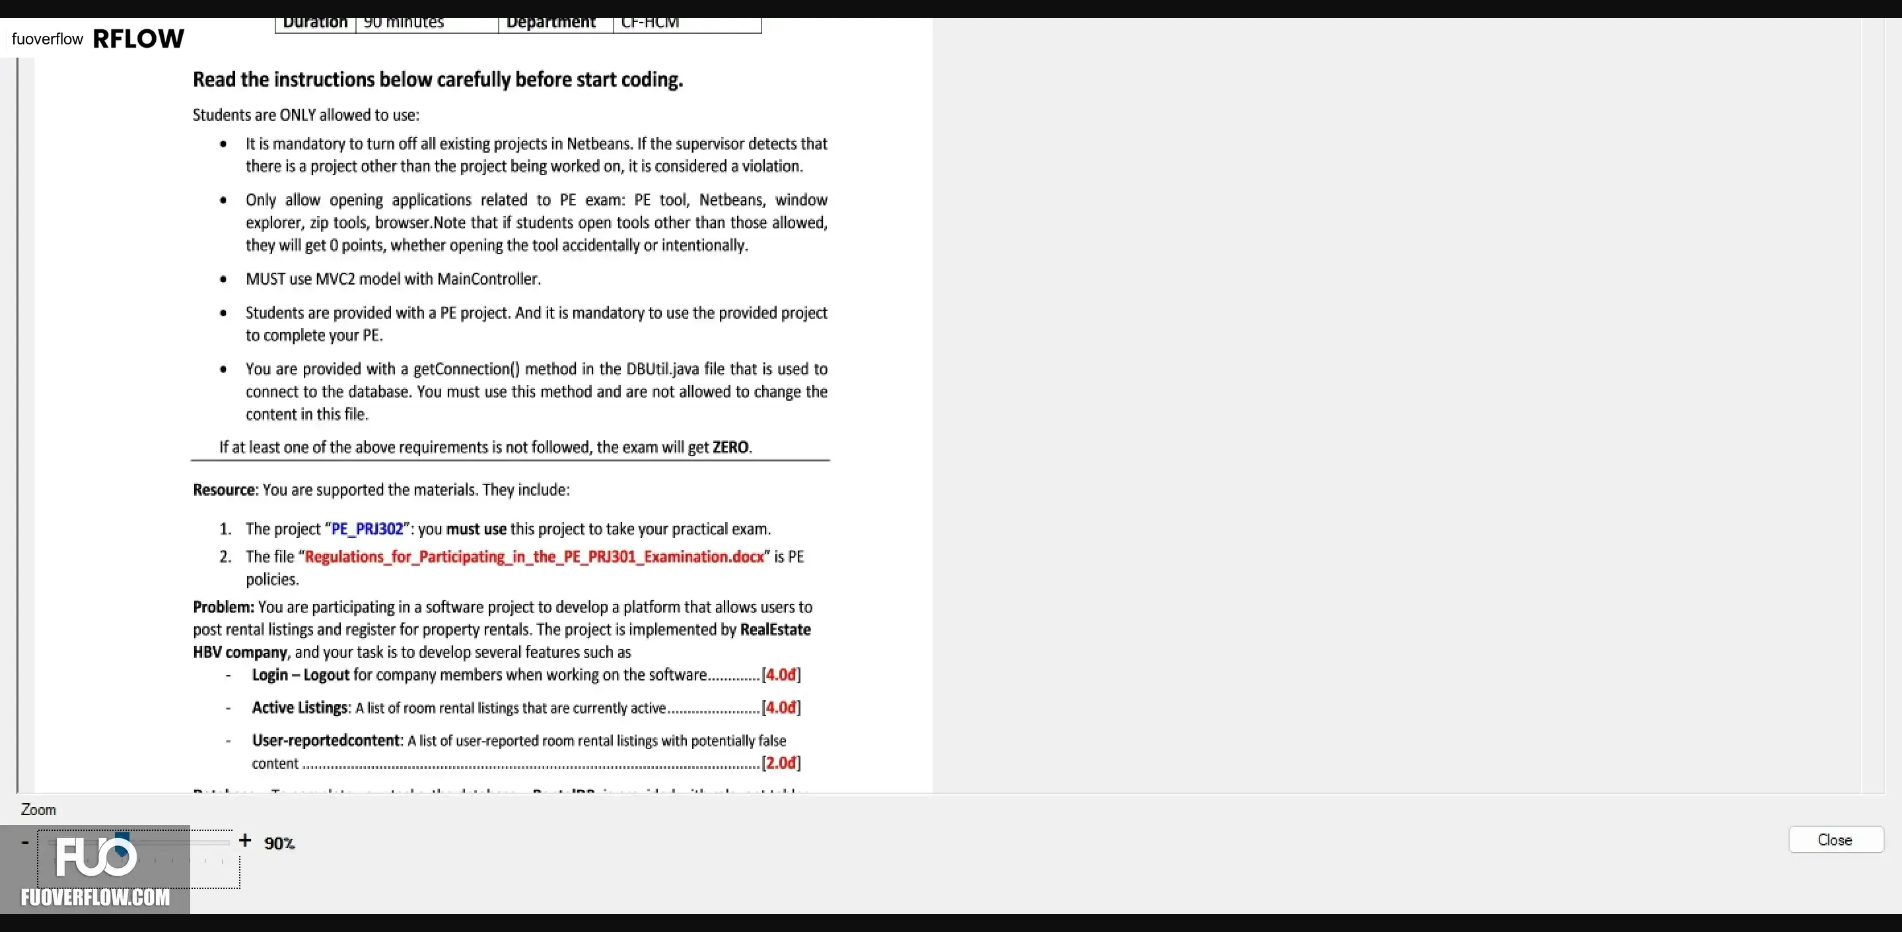 Duration 90 minutes Department CF-HCM
fuoverflow RFLOW
Read the instructions below carefully before start coding.
Students are ONLY allowed to use:
• It is mandatory to turn off all existing projects in Netbeans. If the supervisor detects that
there is a project other than the project being worked on, it is considered a violation.
• Only allow opening applications related to PE exam: PE tool, Netbeans, window
explorer, zip tools, browser.Note that if students open tools other than those allowed,
they will get 0 points, whether opening the tool accidentally or intentionally.
• MUST use MVC2 model with MainController.
• Students are provided with a PE project. And it is mandatory to use the provided project
to complete your PE.
• You are provided with a getConnection() method in the DBUtil.java file that is used to
connect to the database. You must use this method and are not allowed to change the
content in this file.
If at least one of the above requirements is not followed, the exam will get ZERO.
Resource: You are supported the materials. They include:
1. The project “PE_PRJ302”: you must use this project to take your practical exam.
2. The file “Regulations_for_Participating_in_the_PE_PRJ301_Examination.docx” is PE
policies.
Problem: You are participating in a software project to develop a platform that allows users to
post rental listings and register for property rentals. The project is implemented by RealEstate
HBV company, and your task is to develop several features such as
- Login – Logout for company members when working on the software.............[4.0đ]
- Active Listings: A list of room rental listings that are currently active.......................[4.0đ]
- User-reportedcontent: A list of user-reported room rental listings with potentially false
content ..................................................................................................................[2.0đ]
Zoom
- + 90%
Close
FUO
FUOVERFLOW.COM